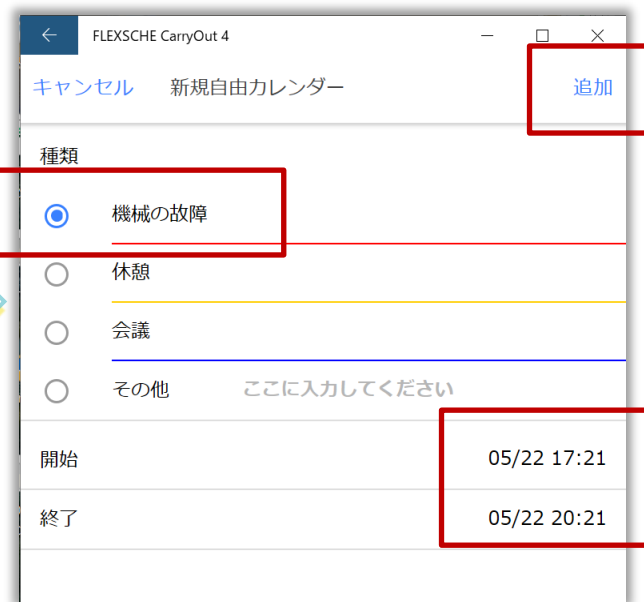 FLEXSCHE CarryOut 4
キャンセル 新規自由カレンダー 追加
種類
機械の故障
休憩
会議
その他 ここに入力してください
開始 05/22 17:21
終了 05/22 20:21